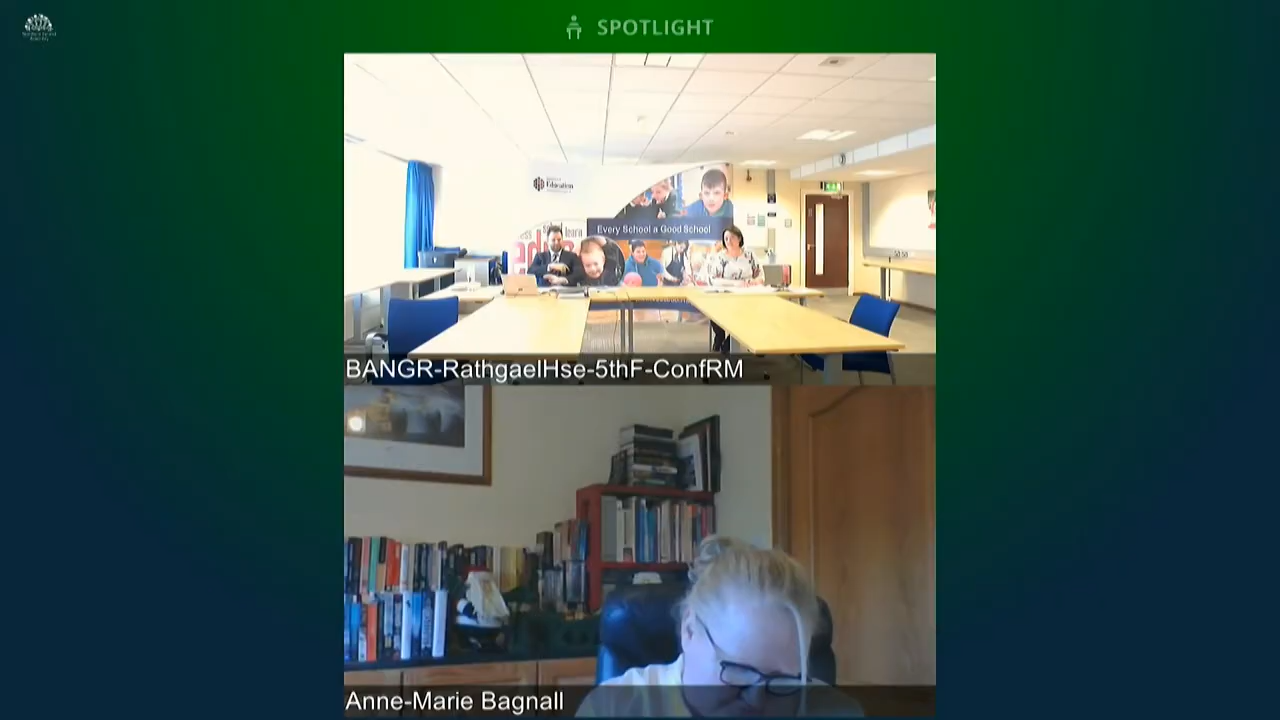 SPOTLIGHT
Education
Every School a Good School
BANGR-RathgaelHse-5thF-ConfRM
Anne-Marie Bagnall